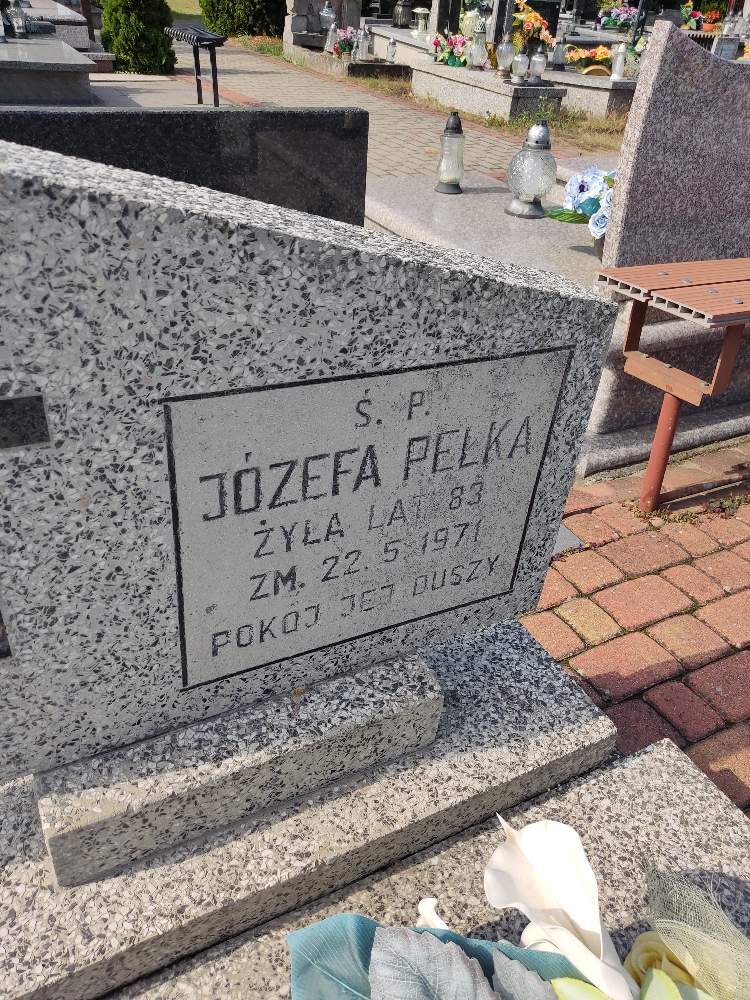 Ś. P.
JÓZEFA PEŁKA
ŻYŁA LAT 83
ZM. 22. 5. 1971
POKÓJ JEJ DUSZY